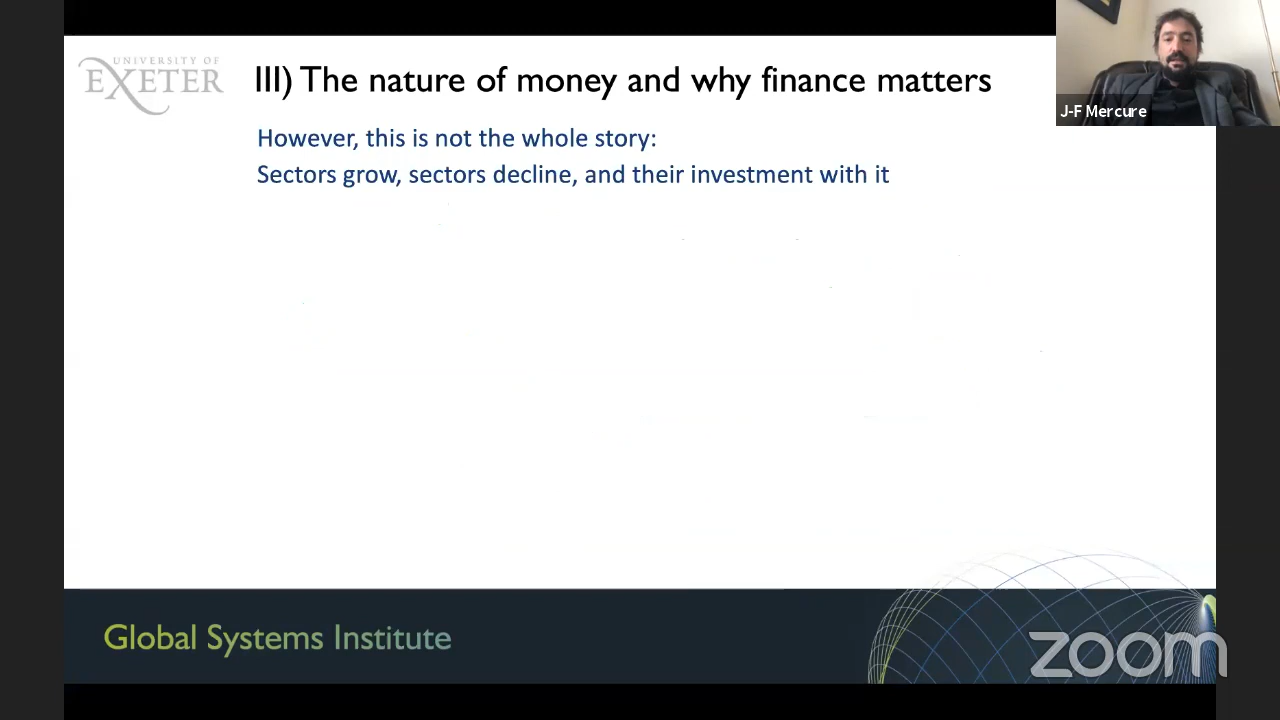 UNIVERSITY OF
EXETER
III) The nature of money and why finance matters
J-F Mercure
However, this is not the whole story:
Sectors grow, sectors decline, and their investment with it
Global Systems Institute
zoom